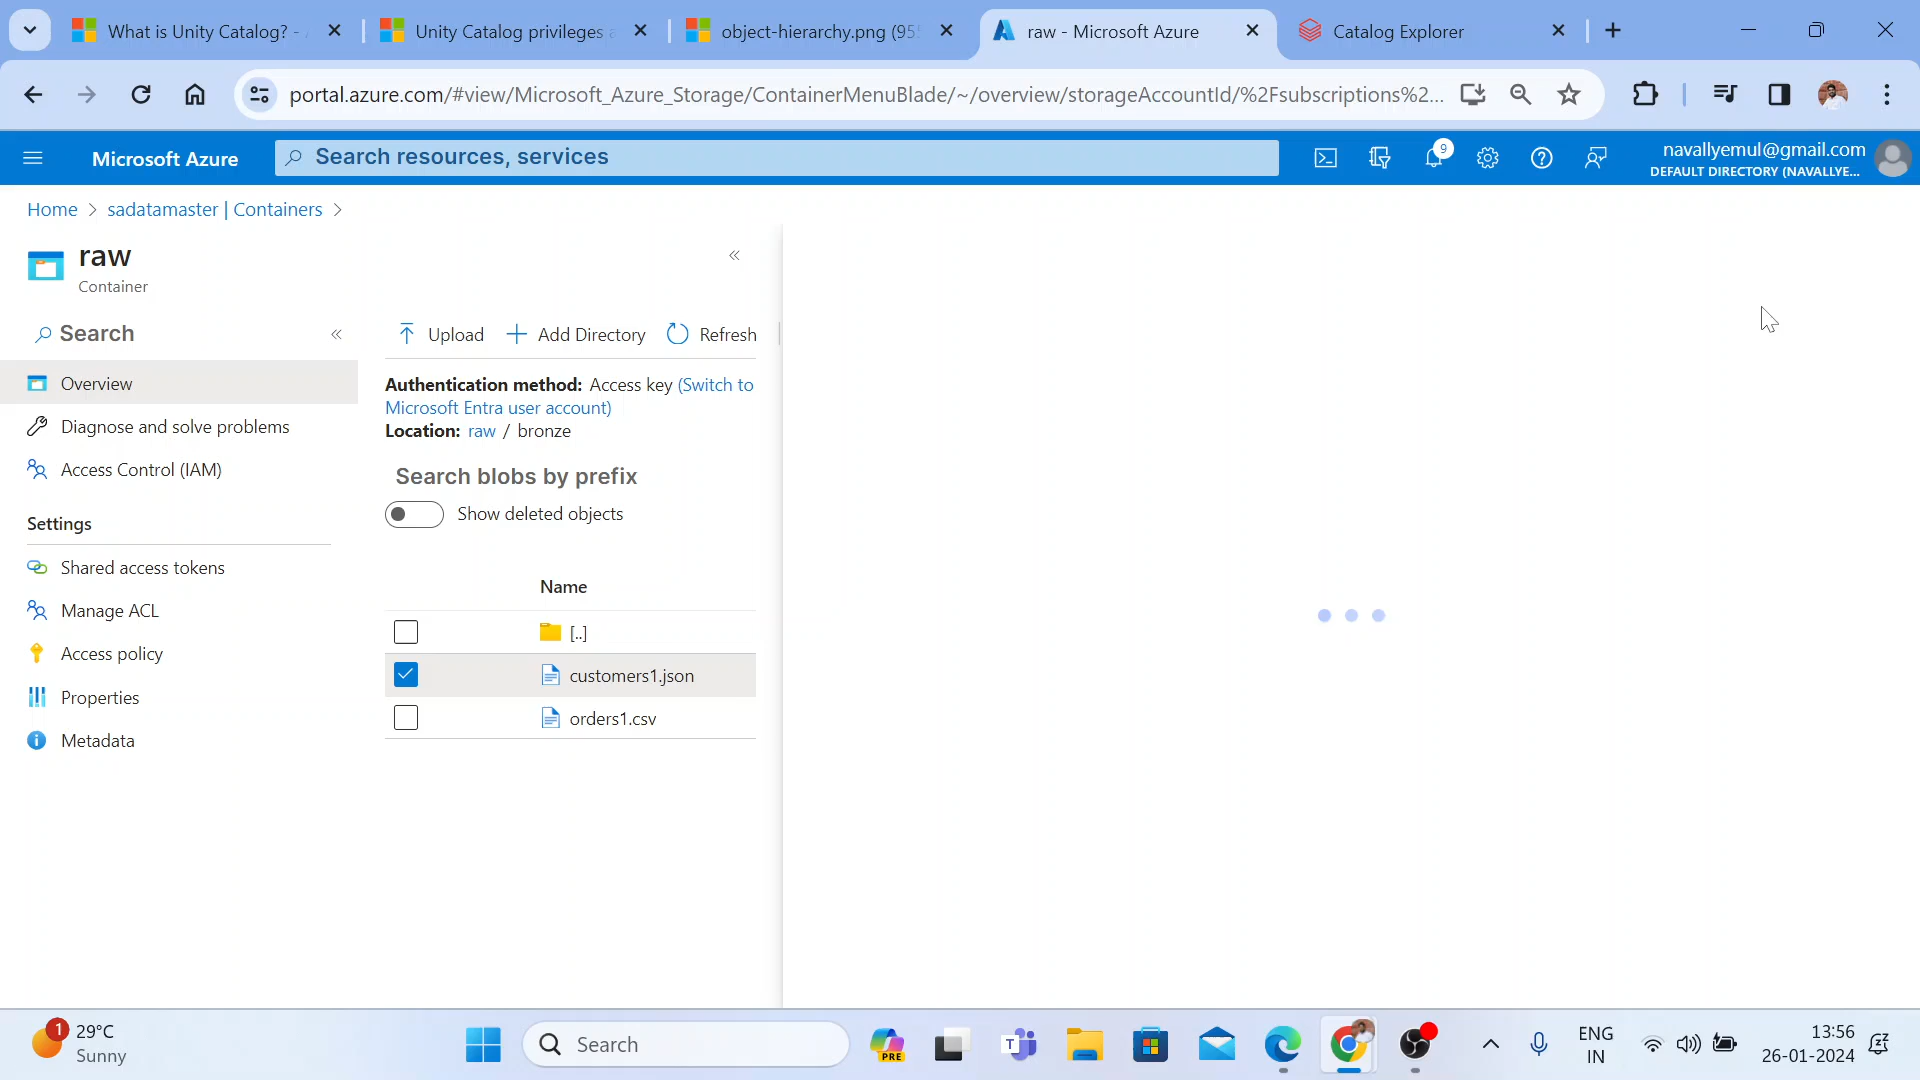 What is Unity Catalog? -
Unity Catalog privileges a
object-hierarchy.png (955
raw - Microsoft Azure
Catalog Explorer
portal.azure.com/#view/Microsoft_Azure_Storage/ContainerMenuBlade/~/overview/storageAccountId/%2Fsubscriptions%2...
Microsoft Azure
Search resources, services
9
navallyemul@gmail.com
DEFAULT DIRECTORY (NAVALLYE...
Home > sadatamaster | Containers >
raw
Container
Search
Overview
Diagnose and solve problems
Access Control (IAM)
Settings
Shared access tokens
Manage ACL
Access policy
Properties
Metadata
Upload
Add Directory
Refresh
Authentication method: Access key (Switch to
Microsoft Entra user account)
Location: raw / bronze
Search blobs by prefix
Show deleted objects
Name
[..]
customers1.json
orders1.csv
1
29°C
Sunny
Search
PRE
T
ENG
IN
13:56
26-01-2024